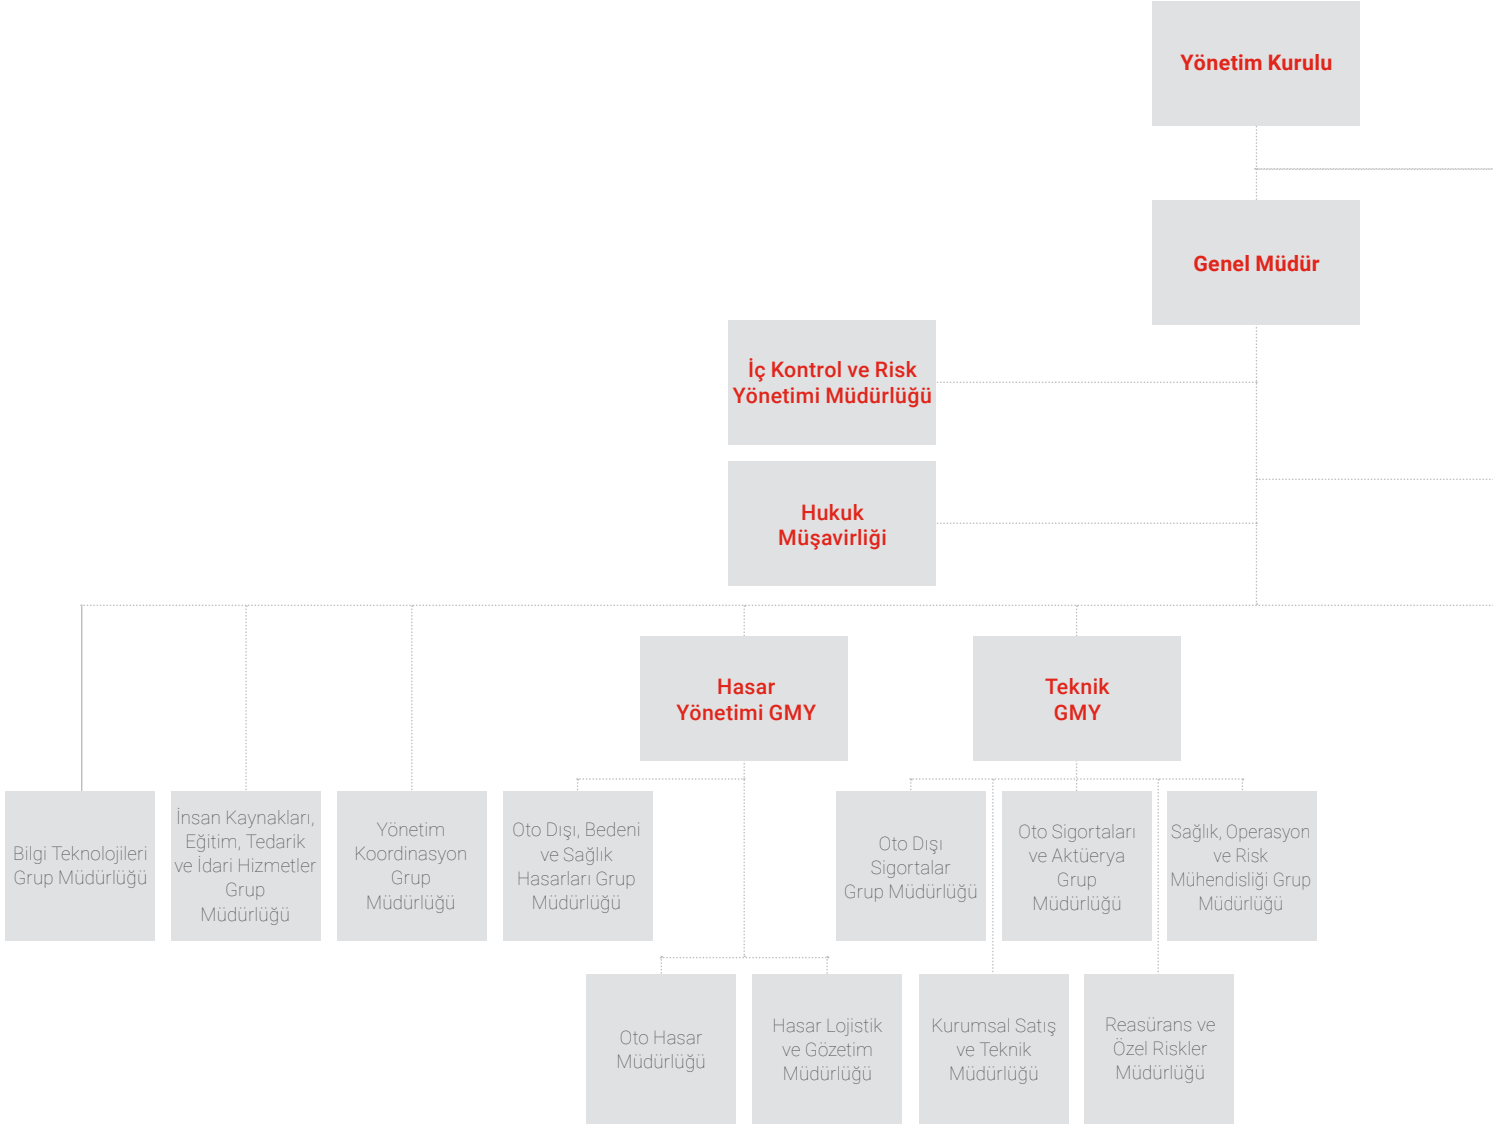 Yönetim Kurulu
Genel Müdür
İç Kontrol ve Risk
Yönetimi Müdürlüğü
Hukuk
Müşavirliği
Hasar
Yönetimi GMY
Teknik
GMY
Bilgi Teknolojileri
Grup Müdürlüğü
İnsan Kaynakları,
Eğitim, Tedarik
ve İdari Hizmetler
Grup
Müdürlüğü
Yönetim
Koordinasyon
Grup
Müdürlüğü
Oto Dışı, Bedeni
ve Sağlık
Hasarları Grup
Müdürlüğü
Oto Dışı
Sigortalar
Grup Müdürlüğü
Oto Sigortaları
ve Aktüerya
Grup
Müdürlüğü
Sağlık, Operasyon
ve Risk
Mühendisliği Grup
Müdürlüğü
Oto Hasar
Müdürlüğü
Hasar Lojistik
ve Gözetim
Müdürlüğü
Kurumsal Satış
ve Teknik
Müdürlüğü
Reasürans ve
Özel Riskler
Müdürlüğü